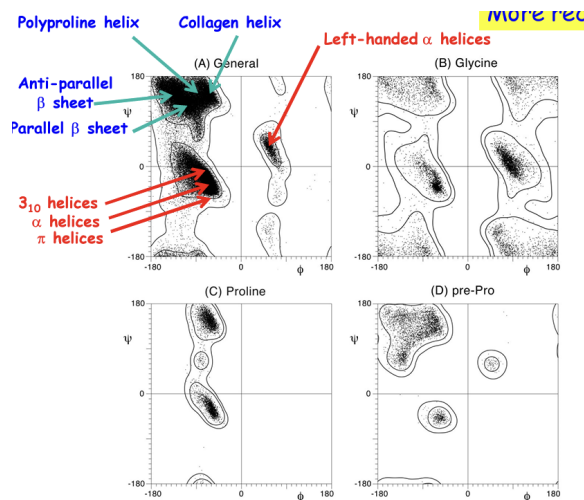 More rec
Polyproline helix
Collagen helix
Left-handed α helices
(A) General
(B) Glycine
Anti-parallel
β sheet
Parallel β sheet
3₁₀ helices
α helices
π helices
180
ψ
0
-180
-180
0
ϕ
180
180
ψ
0
-180
-180
0
ϕ
180
(C) Proline
(D) pre-Pro
180
ψ
0
-180
-180
0
ϕ
180
180
ψ
0
-180
-180
0
ϕ
180